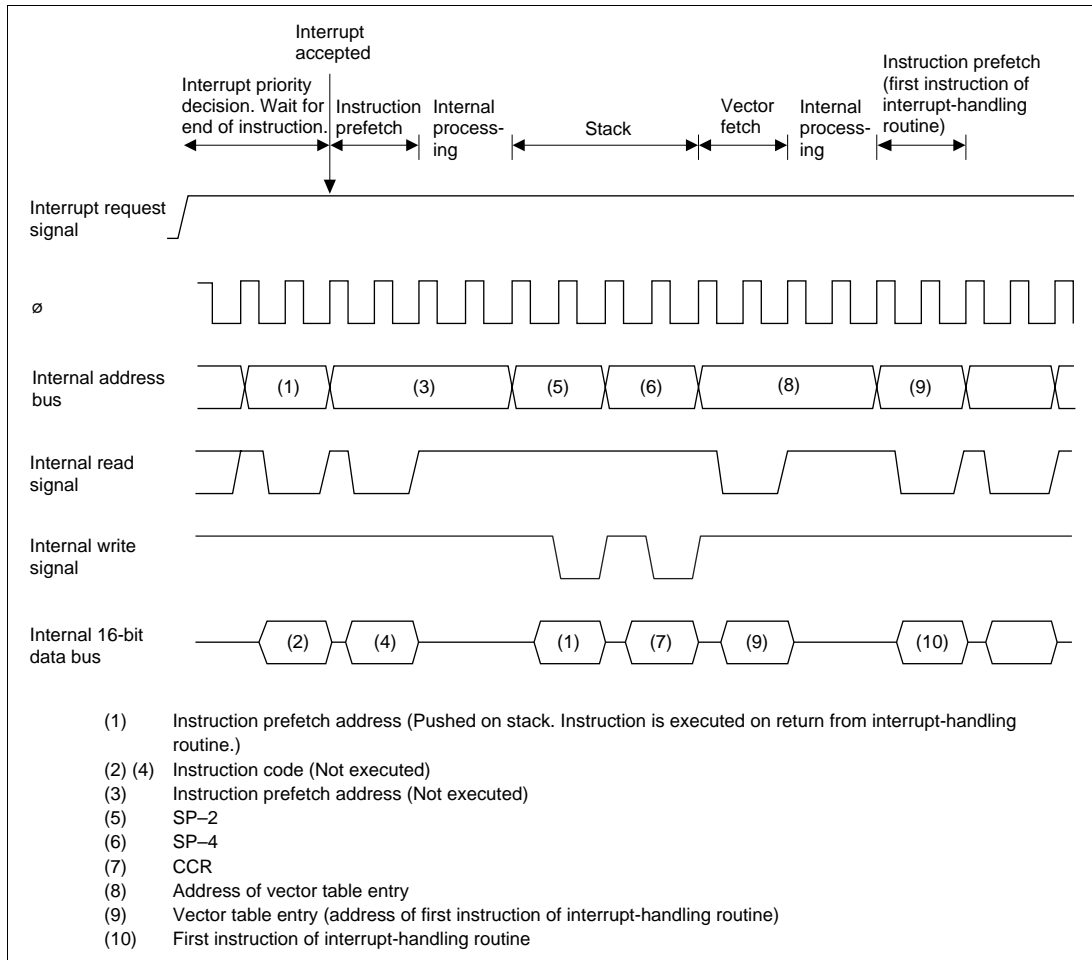 Interrupt
accepted
Interrupt priority
decision. Wait for
end of instruction.
Instruction
prefetch
Internal
process-
ing
Stack
Vector
fetch
Internal
process-
ing
Instruction prefetch
(first instruction of
interrupt-handling
routine)
Interrupt request
signal
ø
Internal address
bus
(1)
(3)
(5)
(6)
(8)
(9)
Internal read
signal
Internal write
signal
Internal 16-bit
data bus
(2)
(4)
(1)
(7)
(9)
(10)
(1) Instruction prefetch address (Pushed on stack. Instruction is executed on return from interrupt-handling
routine.)
(2) (4) Instruction code (Not executed)
(3) Instruction prefetch address (Not executed)
(5) SP–2
(6) SP–4
(7) CCR
(8) Address of vector table entry
(9) Vector table entry (address of first instruction of interrupt-handling routine)
(10) First instruction of interrupt-handling routine